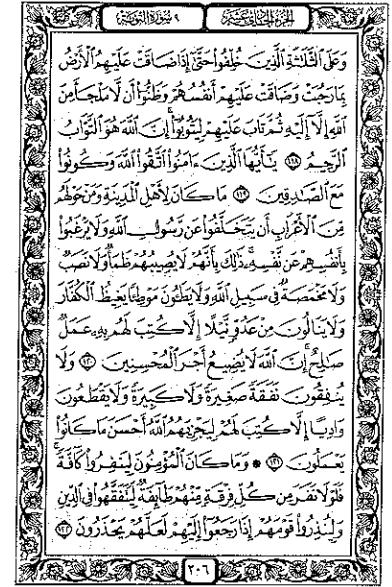 الجزء الحادي عشر
٩ سورة التوبة
وَعَلَى ٱلثَّلَٰثَةِ ٱلَّذِينَ خُلِّفُوا۟ حَتَّىٰٓ إِذَا ضَاقَتْ عَلَيْهِمُ ٱلْأَرْضُ
بِمَا رَحُبَتْ وَضَاقَتْ عَلَيْهِمْ أَنفُسُهُمْ وَظَنُّوٓا۟ أَن لَّا مَلْجَأَ مِنَ
ٱللَّهِ إِلَّآ إِلَيْهِ ثُمَّ تَابَ عَلَيْهِمْ لِيَتُوبُوٓا۟ إِنَّ ٱللَّهَ هُوَ ٱلتَّوَّابُ
ٱلرَّحِيمُ ١١٨ يَٰٓأَيُّهَا ٱلَّذِينَ ءَامَنُوا۟ ٱتَّقُوا۟ ٱللَّهَ وَكُونُوا۟
مَعَ ٱلصَّٰدِقِينَ ١١٩ مَا كَانَ لِأَهْلِ ٱلْمَدِينَةِ وَمَنْ حَوْلَهُم
مِّنَ ٱلْأَعْرَابِ أَن يَتَخَلَّفُوا۟ عَن رَّسُولِ ٱللَّهِ وَلَا يَرْغَبُوا۟
بِأَنفُسِهِمْ عَن نَّفْسِهِۦ ذَٰلِكَ بِأَنَّهُمْ لَا يُصِيبُهُمْ ظَمَأٌ وَلَا نَصَبٌ
وَلَا مَخْمَصَةٌ فِى سَبِيلِ ٱللَّهِ وَلَا يَطَـُٔونَ مَوْطِئًا يَغِيظُ ٱلْكُفَّارَ
وَلَا يَنَالُونَ مِنْ عَدُوٍّ نَّيْلًا إِلَّا كُتِبَ لَهُم بِهِۦ عَمَلٌ
صَٰلِحٌ إِنَّ ٱللَّهَ لَا يُضِيعُ أَجْرَ ٱلْمُحْسِنِينَ ١٢٠ وَلَا
يُنفِقُونَ نَفَقَةً صَغِيرَةً وَلَا كَبِيرَةً وَلَا يَقْطَعُونَ
وَادِيًا إِلَّا كُتِبَ لَهُمْ لِيَجْزِيَهُمُ ٱللَّهُ أَحْسَنَ مَا كَانُوا۟
يَعْمَلُونَ ١٢١ ۞ وَمَا كَانَ ٱلْمُؤْمِنُونَ لِيَنفِرُوا۟ كَآفَّةً
فَلَوْلَا نَفَرَ مِن كُلِّ فِرْقَةٍ مِّنْهُمْ طَآئِفَةٌ لِّيَتَفَقَّهُوا۟ فِى ٱلدِّينِ
وَلِيُنذِرُوا۟ قَوْمَهُمْ إِذَا رَجَعُوٓا۟ إِلَيْهِمْ لَعَلَّهُمْ يَحْذَرُونَ ١٢٢
٢٠٦